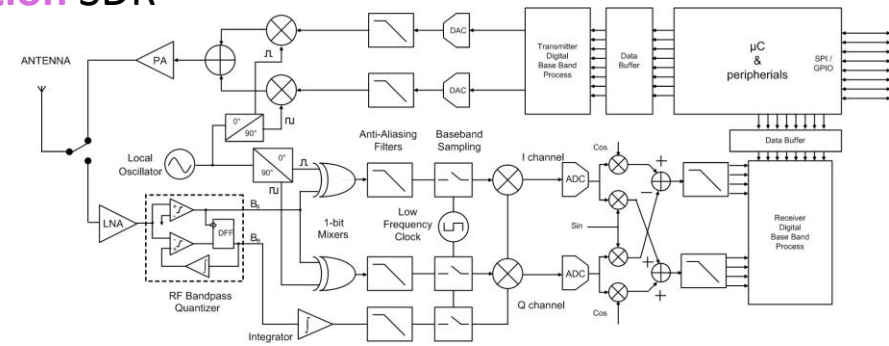 tion SDR
ANTENNA
PA
DAC
DAC
Transmitter
Digital
Base Band
Process
Data
Buffer
µC
&
peripherials
SPI /
GPIO
Data Buffer
0°
90°
Local
Oscillator
0°
90°
Anti-Aliasing
Filters
Baseband
Sampling
I channel
ADC
Cos
Sin
LNA
DFF
RF Bandpass
Quantizer
1-bit
Mixers
Low
Frequency
Clock
ADC
Cos
Q channel
Integrator
∫
∫
+
−
+
+
Receiver
Digital
Base Band
Process